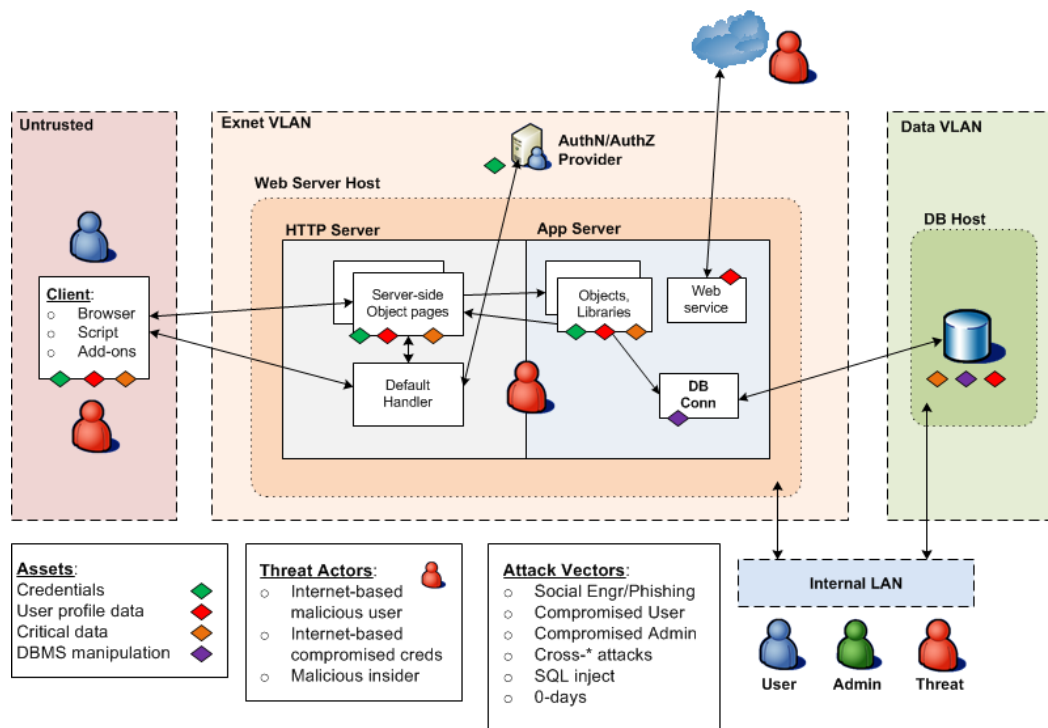 Untrusted
Exnet VLAN
AuthN/AuthZ
Provider
Data VLAN
Web Server Host
DB Host
HTTP Server
App Server
Client:
○ Browser
○ Script
○ Add-ons
Server-side
Object pages
Objects,
Libraries
Web
service
Default
Handler
DB
Conn
Assets:
Credentials
User profile data
Critical data
DBMS manipulation
Threat Actors:
○ Internet-based
malicious user
○ Internet-based
compromised creds
○ Malicious insider
Attack Vectors:
○ Social Engr/Phishing
○ Compromised User
○ Compromised Admin
○ Cross-* attacks
○ SQL inject
○ 0-days
Internal LAN
User
Admin
Threat